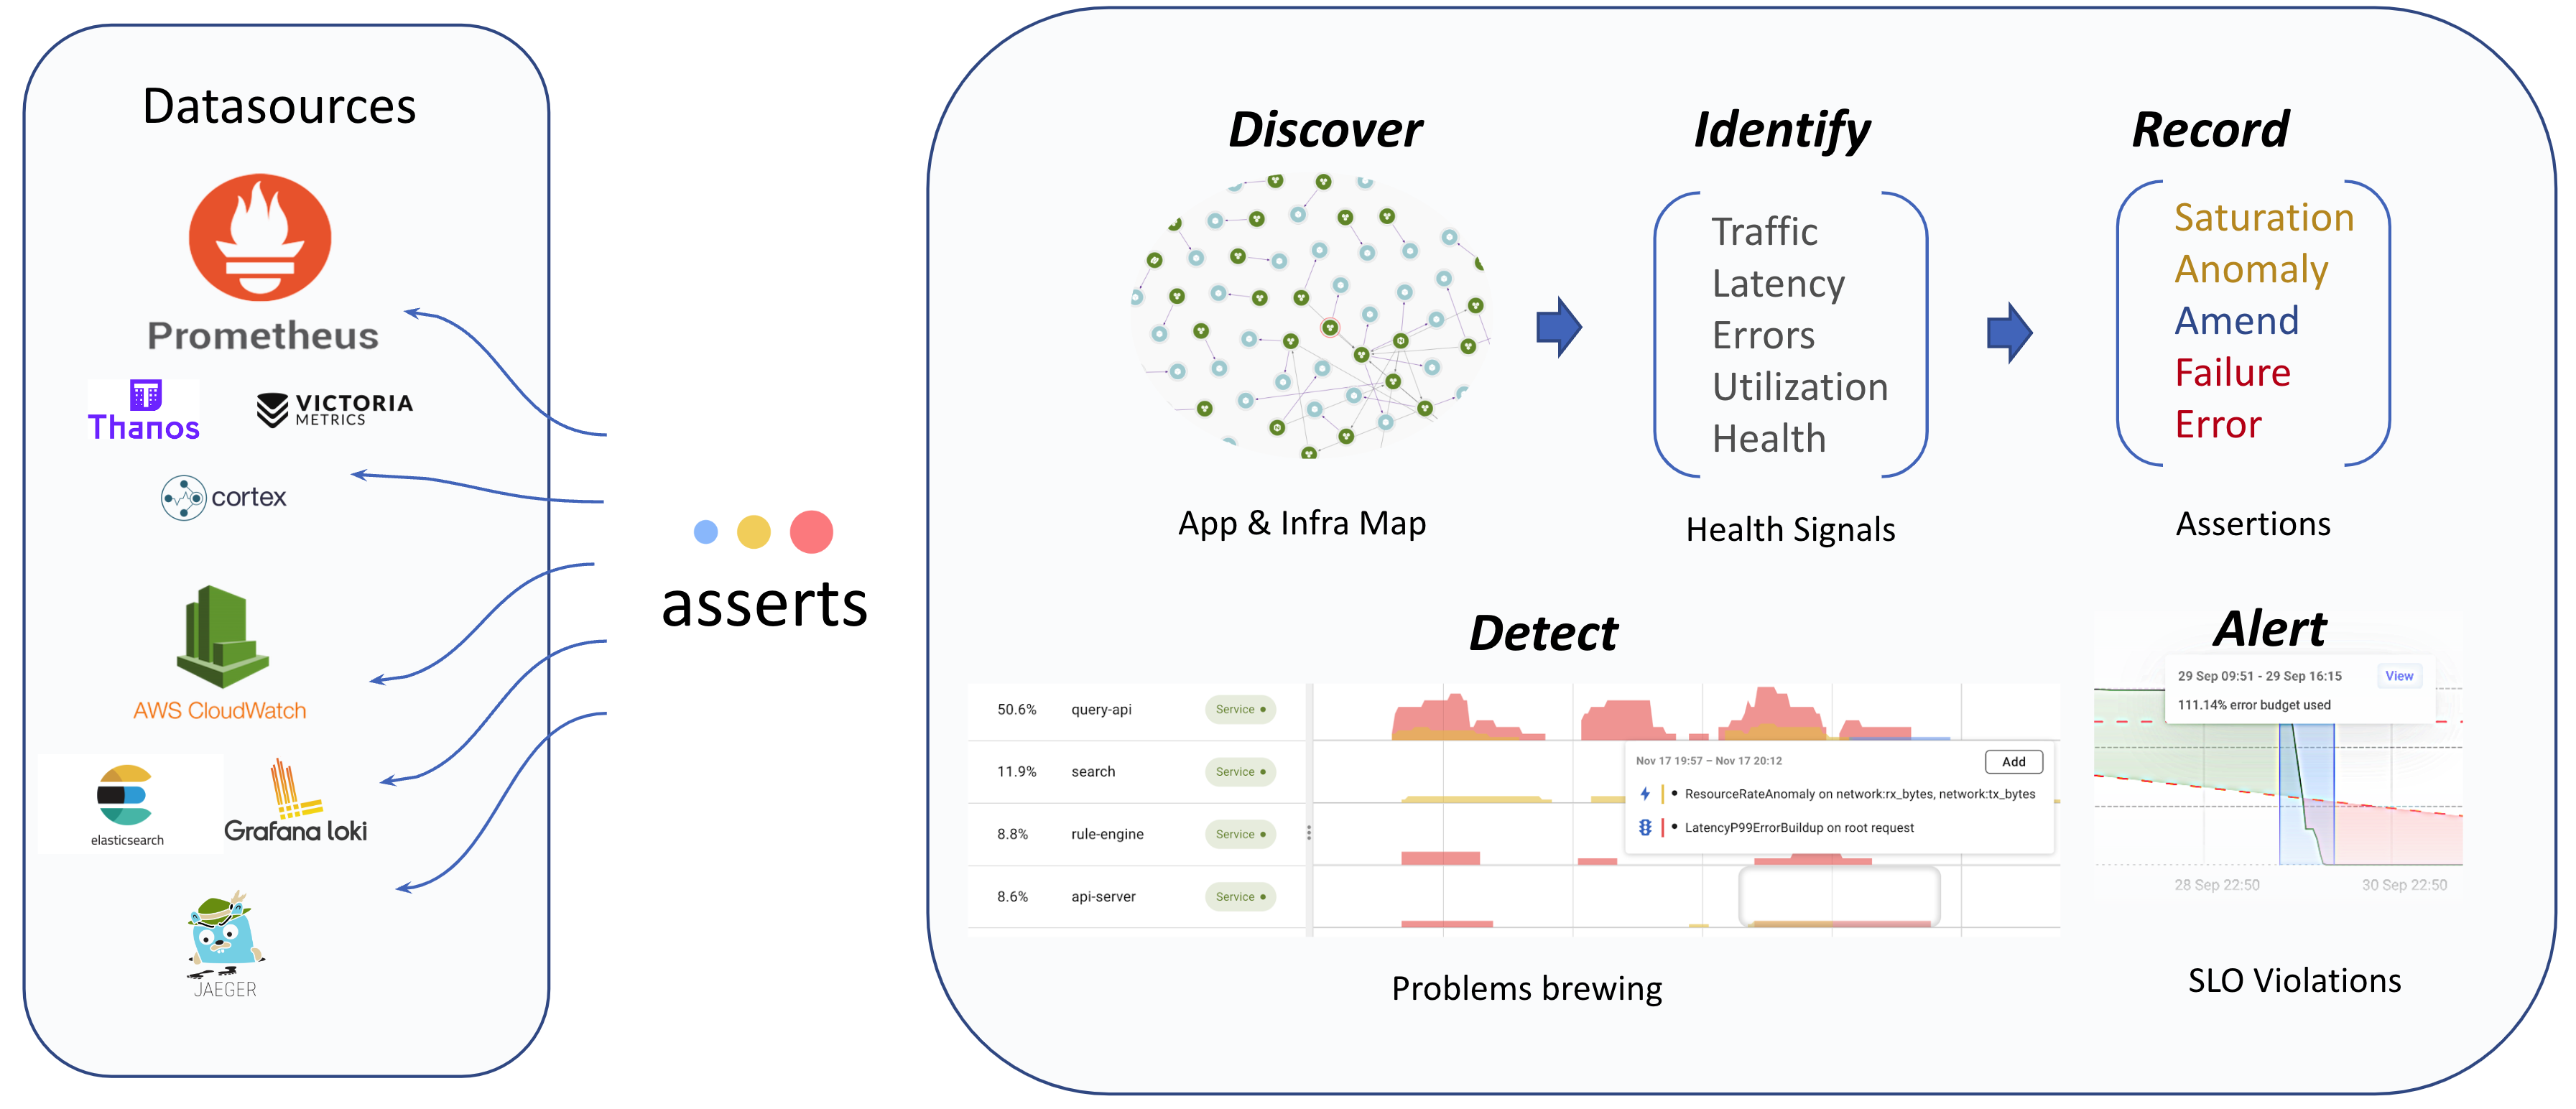 Datasources
Prometheus
Thanos
VICTORIA
METRICS
cortex
AWS CloudWatch
elasticsearch
Grafana loki
JAEGER
asserts
Discover
App & Infra Map
Identify
Traffic
Latency
Errors
Utilization
Health
Health Signals
Record
Saturation
Anomaly
Amend
Failure
Error
Assertions
Detect
50.6% query-api Service
11.9% search Service
8.8% rule-engine Service
8.6% api-server Service
Nov 17 19:57 – Nov 17 20:12 Add
ResourceRateAnomaly on network:rx_bytes, network:tx_bytes
LatencyP99ErrorBuildup on root request
Problems brewing
Alert
29 Sep 09:51 - 29 Sep 16:15 View
111.14% error budget used
28 Sep 22:50 30 Sep 22:50
SLO Violations